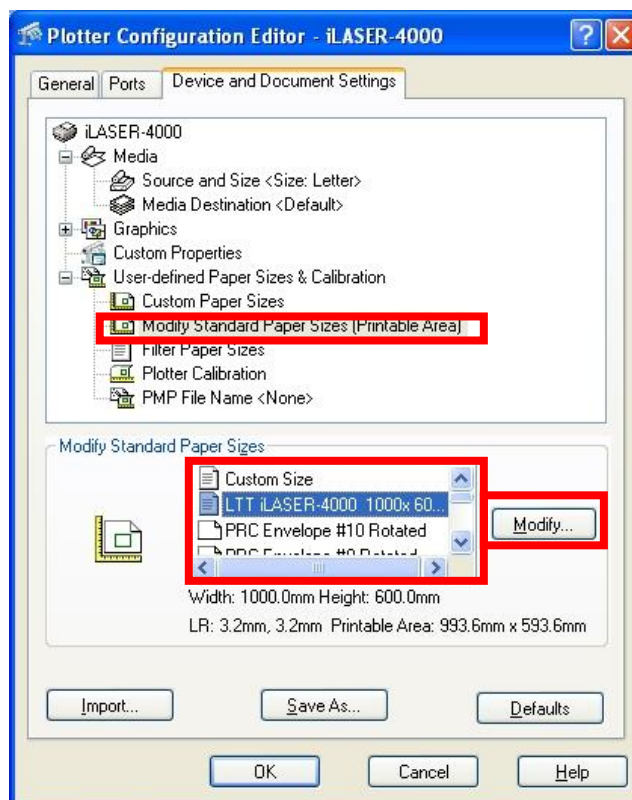 Plotter Configuration Editor - iLASER-4000
General Ports Device and Document Settings
iLASER-4000
Media
Source and Size <Size: Letter>
Media Destination <Default>
Graphics
Custom Properties
User-defined Paper Sizes & Calibration
Custom Paper Sizes
Modify Standard Paper Sizes (Printable Area)
Filter Paper Sizes
Plotter Calibration
PMP File Name <None>
Modify Standard Paper Sizes
Custom Size
LTT iLASER-4000 1000x 60...
PRC Envelope #10 Rotated
Modify...
Width: 1000.0mm Height: 600.0mm
LR: 3.2mm, 3.2mm Printable Area: 993.6mm x 593.6mm
Import... Save As... Defaults
OK Cancel Help